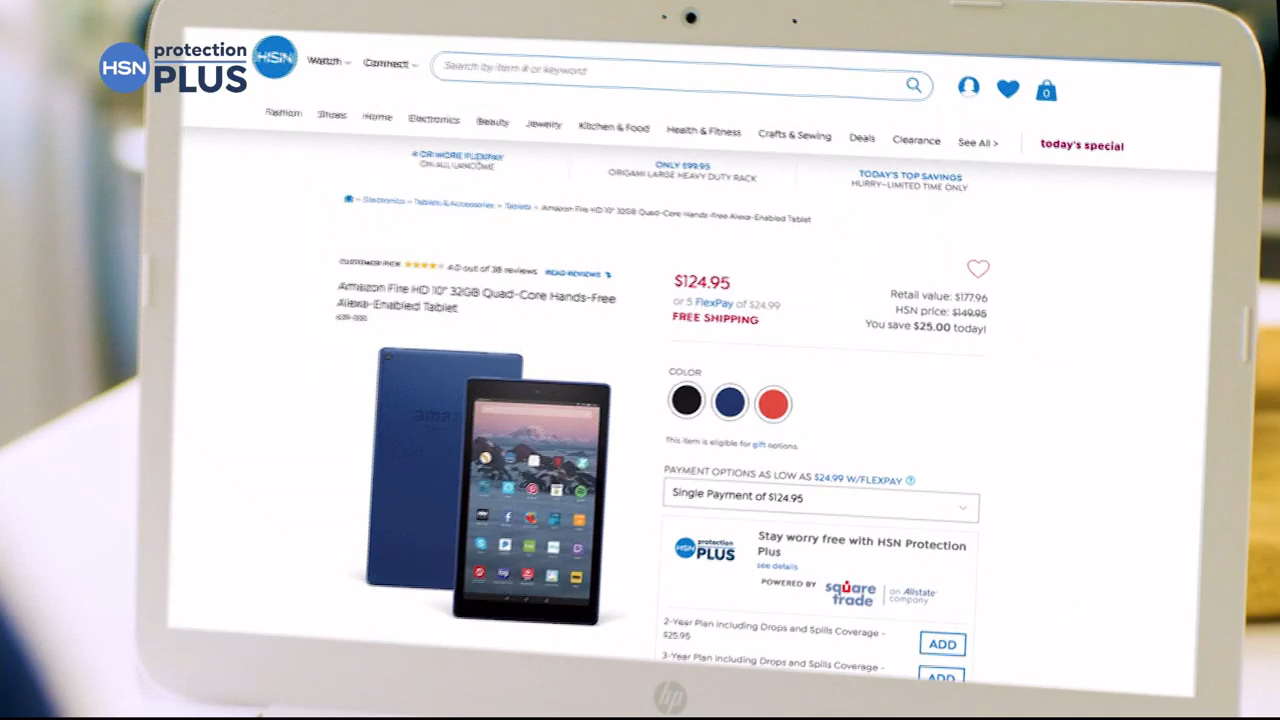 HSN protection PLUS
HSN Watch Connect Search by item # or keyword 0
Fashion Shoes Home Electronics Beauty Jewelry Kitchen & Food Health & Fitness Crafts & Sewing Deals Clearance See All > today's special
4 OR MORE FLEXPAY
ONLY $99.95
ORIGAMI LARGE HEAVY DUTY RACK
TODAY'S TOP SAVINGS
HURRY-LIMITED TIME ONLY
Electronics Tablets & Accessories Tablets Amazon Fire HD 10" 32GB Quad-Core Hands-Free Alexa-Enabled Tablet
CUSTOMER PICK 4.0 out of 38 reviews READ REVIEWS
Amazon Fire HD 10" 32GB Quad-Core Hands-Free
Alexa-Enabled Tablet
$124.95
or 5 FlexPay of $24.99
FREE SHIPPING
Retail value: $177.96
HSN price: $149.95
You save $25.00 today!
COLOR
This item is eligible for gift options.
PAYMENT OPTIONS AS LOW AS $24.99 W/FLEXPAY ?
Single Payment of $124.95
HSN protection PLUS
Stay worry free with HSN Protection
Plus
see details
POWERED BY square trade an Allstate company
2-Year Plan Including Drops and Spills Coverage -
$25.95
ADD
3-Year Plan Including Drops and Spills Coverage -
ADD
amaz
hp